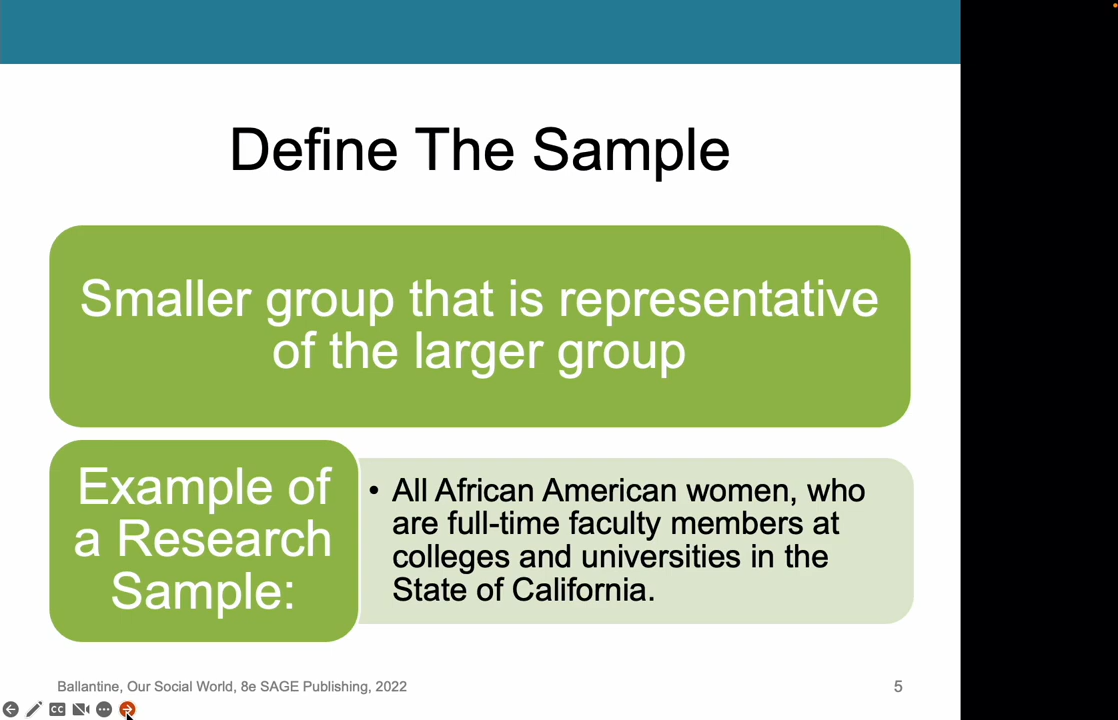 Define The Sample
Smaller group that is representative
of the larger group
Example of
a Research
Sample:
• All African American women, who
are full-time faculty members at
colleges and universities in the
State of California.
Ballantine, Our Social World, 8e SAGE Publishing, 2022
5
CC